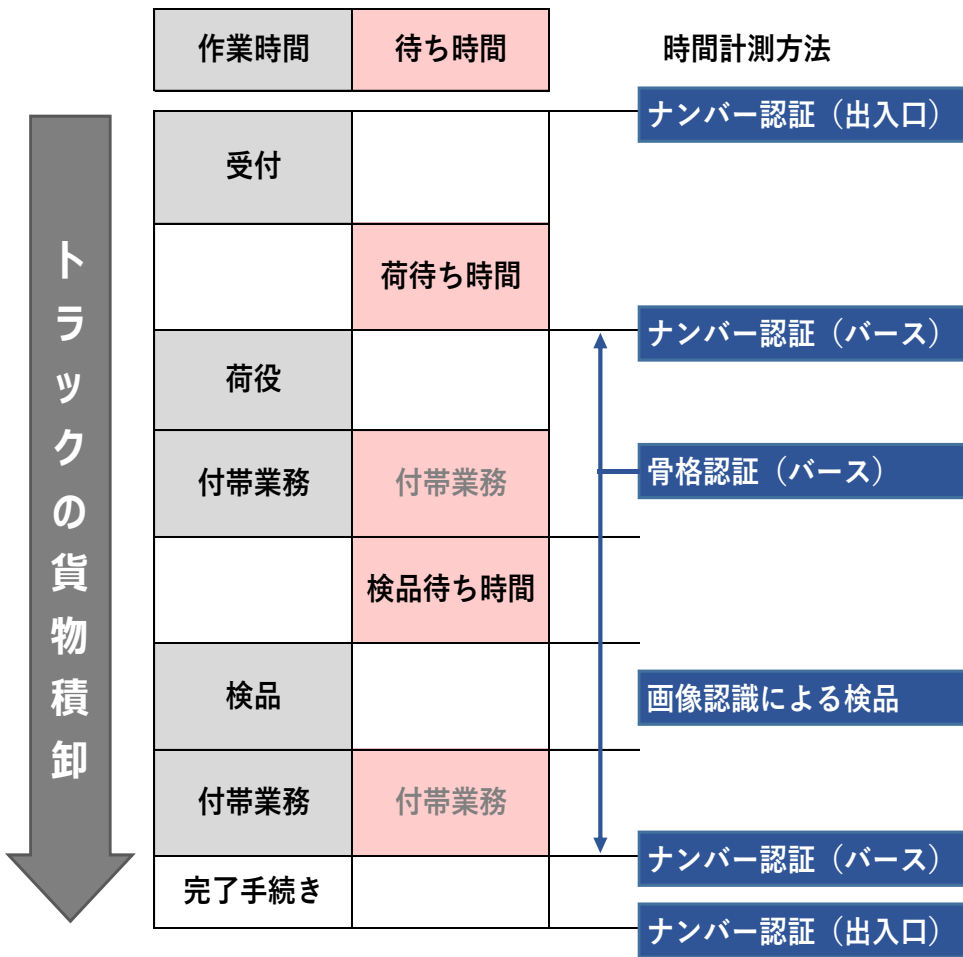 作業時間
待ち時間
時間計測方法
ナンバー認証（出入口）
トラックの貨物積卸
受付
荷待ち時間
ナンバー認証（バース）
荷役
付帯業務
付帯業務
骨格認証（バース）
検品待ち時間
検品
画像認識による検品
付帯業務
付帯業務
ナンバー認証（バース）
完了手続き
ナンバー認証（出入口）